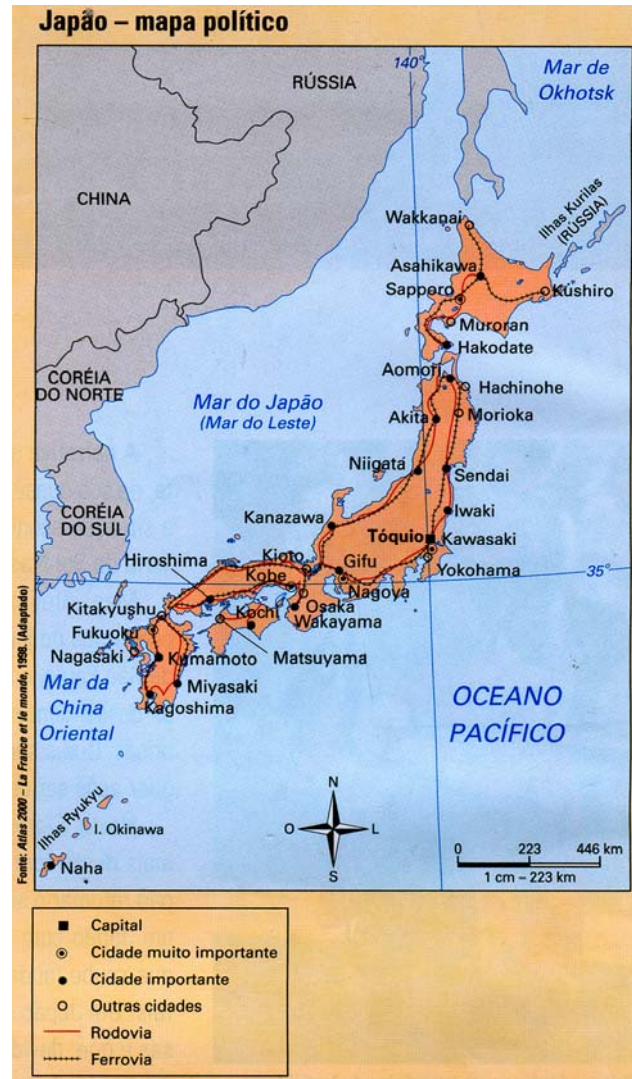 Japão – mapa político
140°
Mar de
Okhotsk
RÚSSIA
CHINA
Ilhas Kurilas
(RÚSSIA)
Wakkanai
Asahikawa
Sapporo
Kushiro
Muroran
Hakodate
Aomori
Hachinohe
CORÉIA
DO NORTE
Mar do Japão
(Mar do Leste)
Akita
Morioka
Niigatá
Sendai
CORÉIA
DO SUL
Iwaki
Kanazawa
Tóquio
Kawasaki
Hiroshima
Kioto
Gifu
Yokohama
35°
Kobe
Nagoya
Kitakyushu
Kochi
Osaka
Wakayama
Fukuoku
Nagasaki
Kumamoto
Matsuyama
Mar da
China
Oriental
Miyasaki
Kagoshima
OCEANO
PACÍFICO
Ilhas Ryukyu
I. Okinawa
Naha
N
O
L
S
0 223 446 km
1 cm – 223 km
Fonte: Atlas 2000 – La France et le monde, 1998. (Adaptado)
Capital
Cidade muito importante
Cidade importante
Outras cidades
Rodovia
Ferrovia